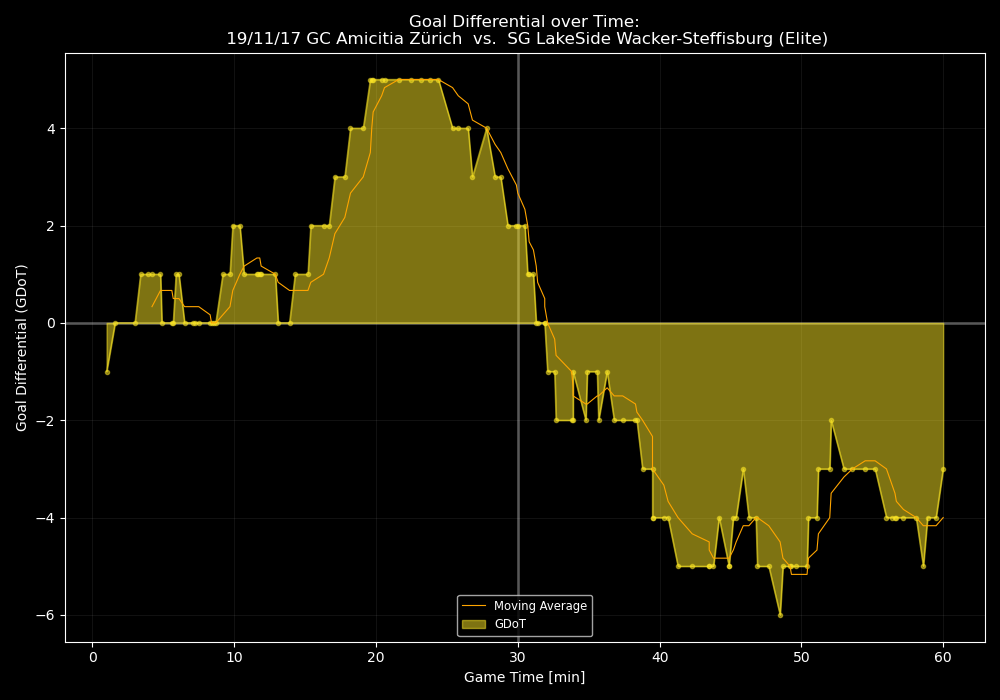 Goal Differential over Time:
19/11/17 GC Amicitia Zürich  vs.  SG LakeSide Wacker-Steffisburg (Elite)
Goal Differential (GDoT)
4
2
0
−2
−4
−6
0 10 20 30 40 50 60
Game Time [min]
Moving Average
GDoT